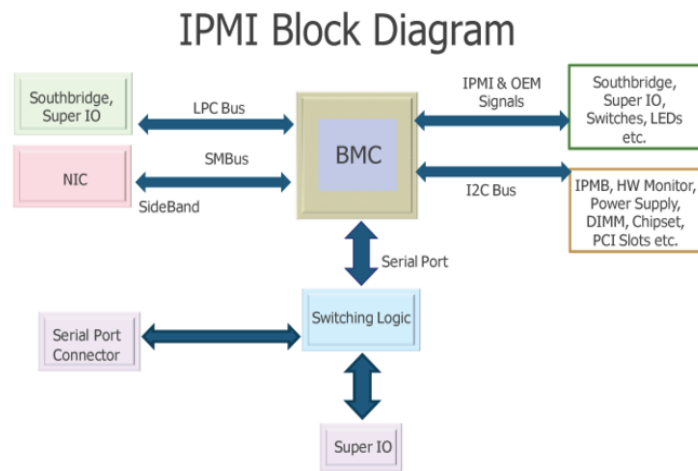 IPMI Block Diagram
Southbridge,
Super IO
LPC Bus
BMC
IPMI & OEM
Signals
Southbridge,
Super IO,
Switches, LEDs
etc.
NIC
SMBus
SideBand
I2C Bus
IPMB, HW Monitor,
Power Supply,
DIMM, Chipset,
PCI Slots etc.
Serial Port
Switching Logic
Serial Port
Connector
Super IO